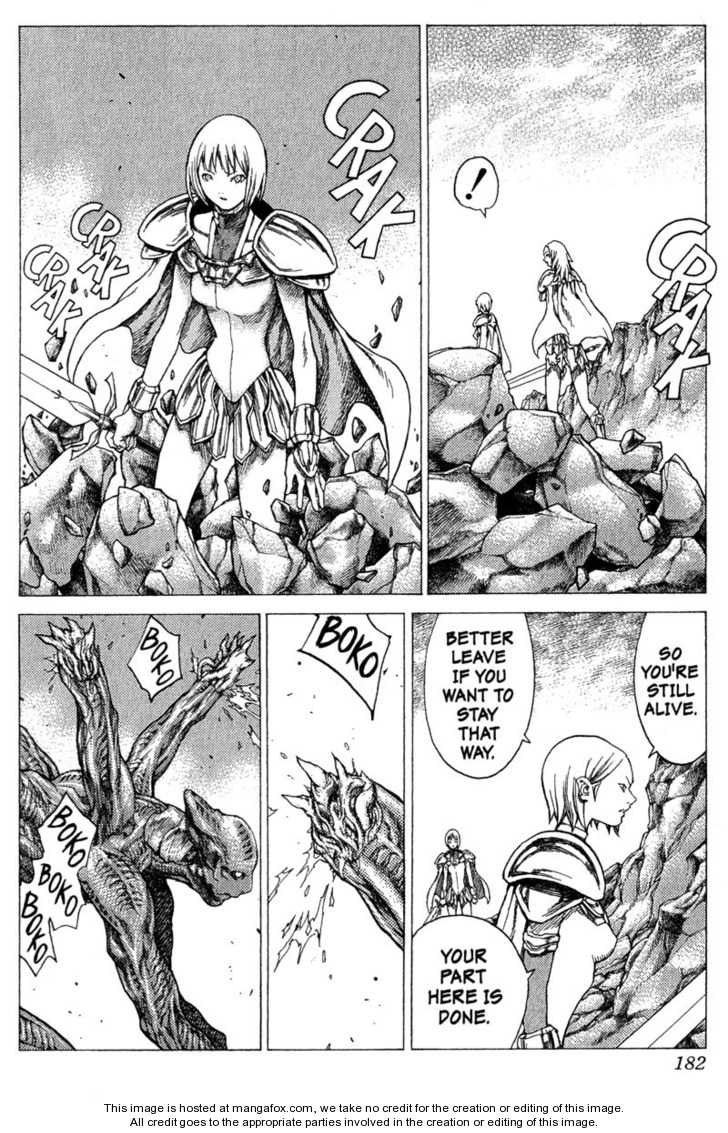 !
CRAK
CRAK
CRAK
CRAK
SO
YOU'RE
STILL
ALIVE.
BETTER
LEAVE
IF YOU
WANT TO
STAY
THAT
WAY.
YOUR
PART
HERE IS
DONE.
BOKO
BOKO
BOKO
BOKO
BOKO
182
This image is hosted at mangafox.com, we take no credit for the creation or editing of this image.
All credit goes to the appropriate parties involved in the creation or editing of this image.